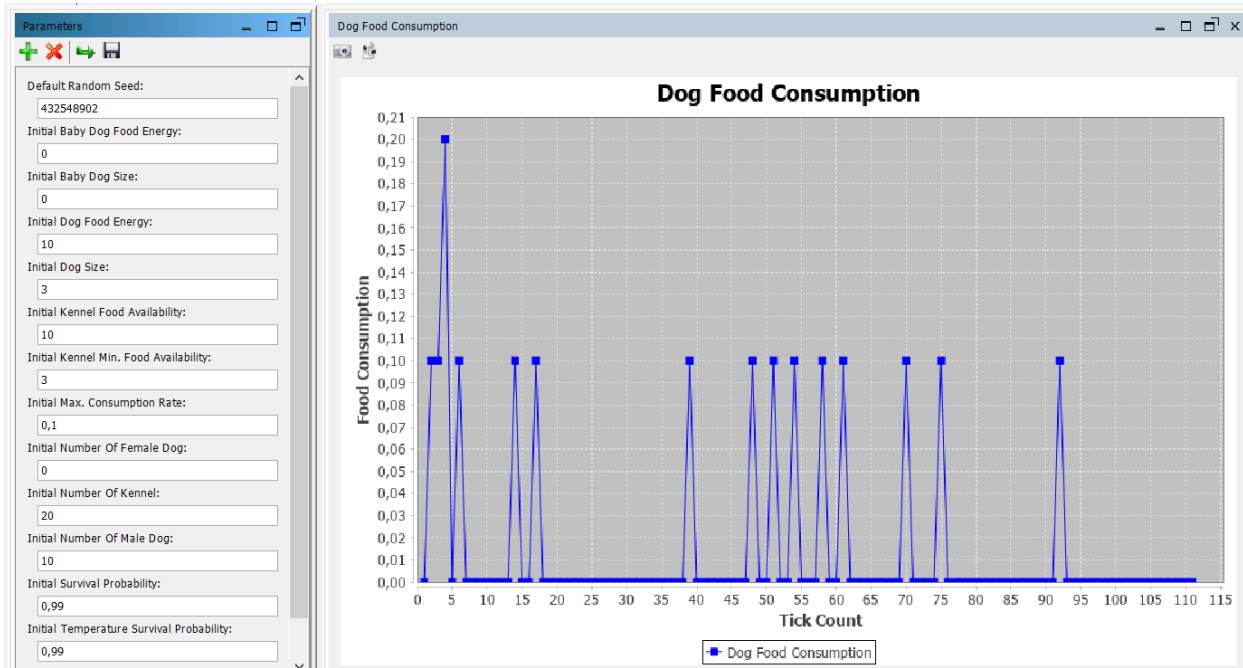 Parameters
Default Random Seed:
432548902
Initial Baby Dog Food Energy:
0
Initial Baby Dog Size:
0
Initial Dog Food Energy:
10
Initial Dog Size:
3
Initial Kennel Food Availability:
10
Initial Kennel Min. Food Availability:
3
Initial Max. Consumption Rate:
0,1
Initial Number Of Female Dog:
0
Initial Number Of Kennel:
20
Initial Number Of Male Dog:
10
Initial Survival Probability:
0,99
Initial Temperature Survival Probability:
0,99
Dog Food Consumption
Dog Food Consumption
Food Consumption
0,21
0,20
0,19
0,18
0,17
0,16
0,15
0,14
0,13
0,12
0,11
0,10
0,09
0,08
0,07
0,06
0,05
0,04
0,03
0,02
0,01
0,00
0 5 10 15 20 25 30 35 40 45 50 55 60 65 70 75 80 85 90 95 100 105 110 115
Tick Count
Dog Food Consumption